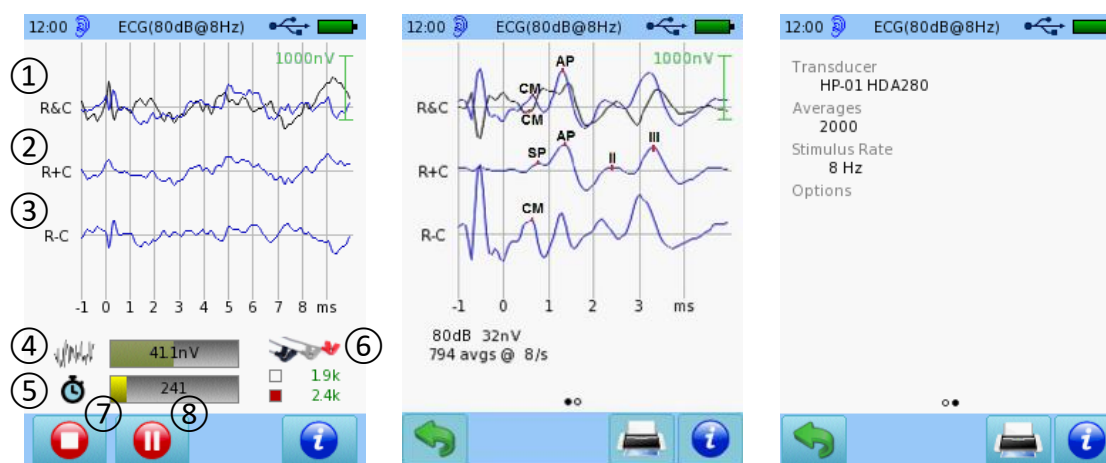 12:00 ECG(80dB@8Hz)
1000nV
① R&C
② R+C
③ R-C
-1 0 1 2 3 4 5 6 7 8 ms
④ 41.1nV ⑥
⑤ 241
1.9k
2.4k
⑦ ⑧
i
12:00 ECG(80dB@8Hz)
1000nV
AP
CM
R&C
CM
AP
SP II III
R+C
CM
R-C
-1 0 1 2 3 ms
80dB 32nV
794 avgs @ 8/s
i
12:00 ECG(80dB@8Hz)
Transducer
HP-01 HDA280
Averages
2000
Stimulus Rate
8 Hz
Options
i